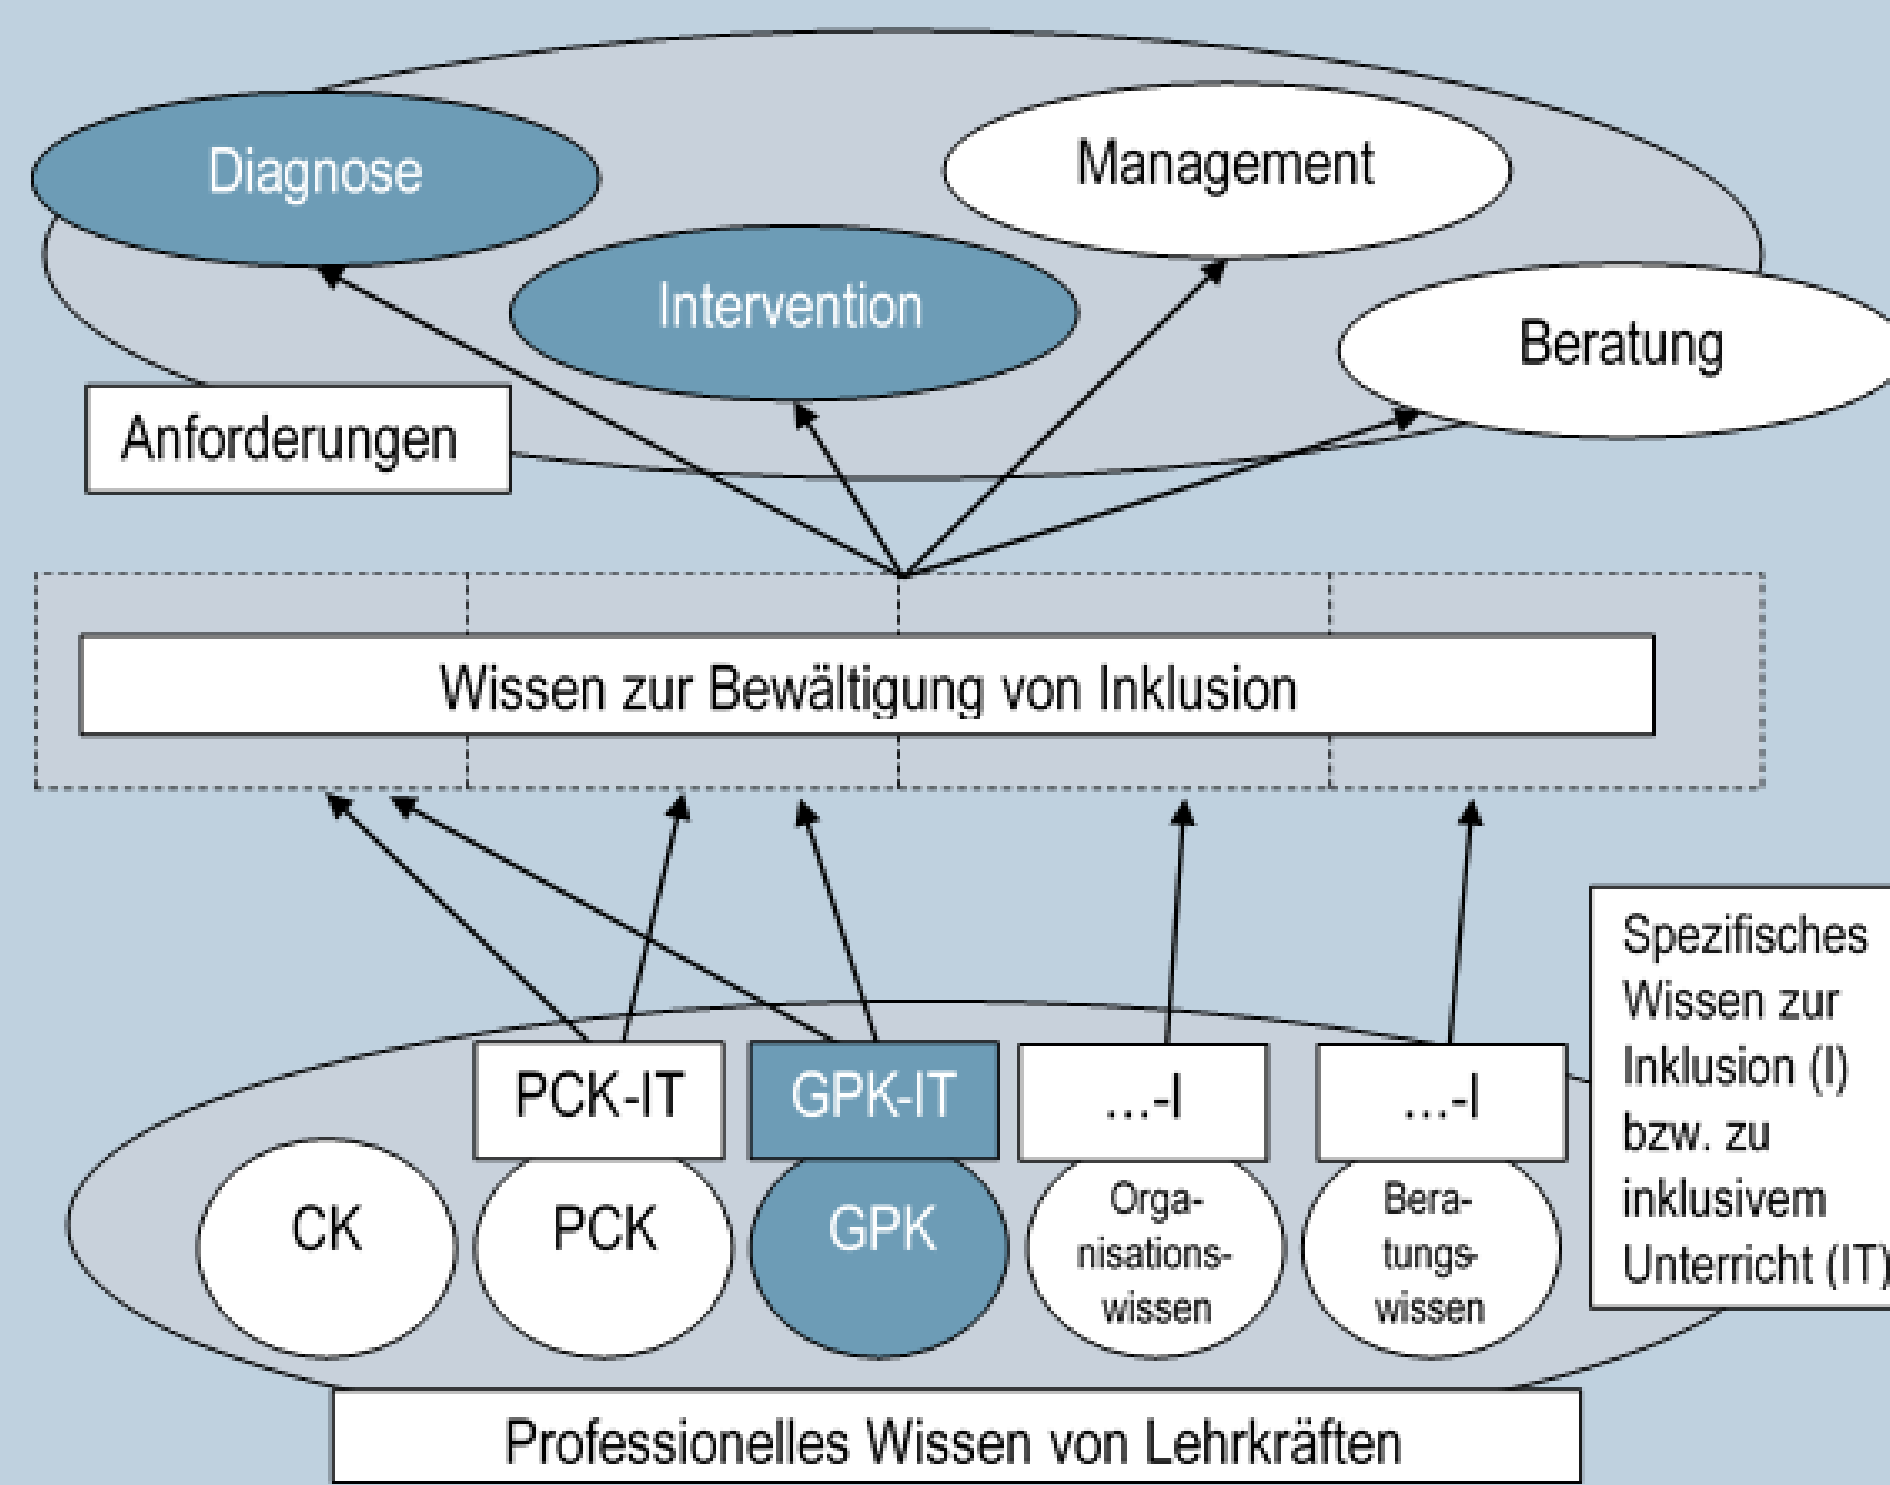 Diagnose
Management
Intervention
Beratung
Anforderungen
Wissen zur Bewältigung von Inklusion
PCK-IT
GPK-IT
...-I
...-I
CK
PCK
GPK
Orga-
nisations-
wissen
Bera-
tungs-
wissen
Spezifisches
Wissen zur
Inklusion (I)
bzw. zu
inklusivem
Unterricht (IT)
Professionelles Wissen von Lehrkräften